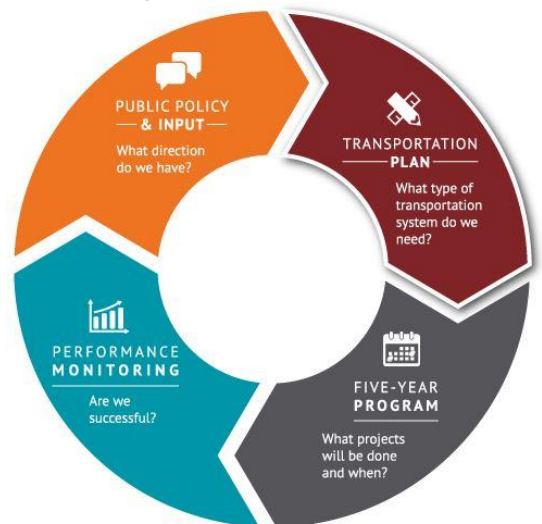 PUBLIC POLICY
& INPUT
What direction
do we have?
TRANSPORTATION
PLAN
What type of
transportation
system do we
need?
FIVE-YEAR
PROGRAM
What projects
will be done
and when?
PERFORMANCE
MONITORING
Are we
successful?